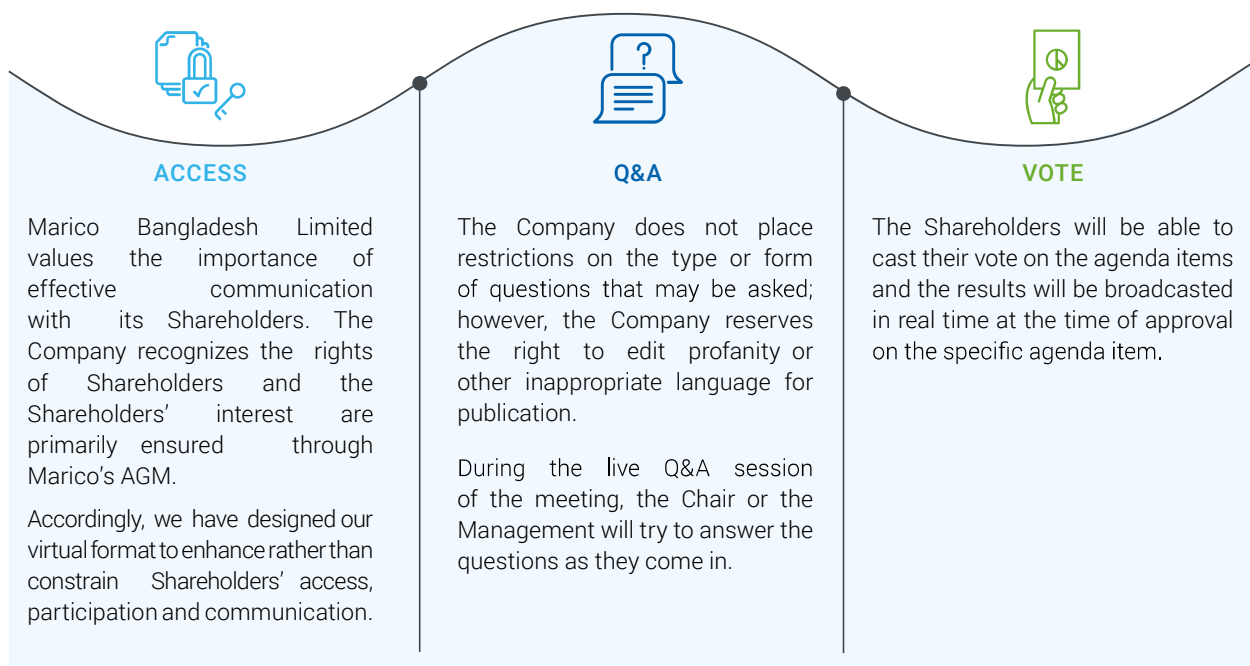 ACCESS
Marico Bangladesh Limited
values the importance of
effective communication
with its Shareholders. The
Company recognizes the rights
of Shareholders and the
Shareholders’ interest are
primarily ensured through
Marico’s AGM.
Accordingly, we have designed our
virtual format to enhance rather than
constrain Shareholders’ access,
participation and communication.
?
Q&A
The Company does not place
restrictions on the type or form
of questions that may be asked;
however, the Company reserves
the right to edit profanity or
other inappropriate language for
publication.
During the live Q&A session
of the meeting, the Chair or the
Management will try to answer the
questions as they come in.
VOTE
The Shareholders will be able to
cast their vote on the agenda items
and the results will be broadcasted
in real time at the time of approval
on the specific agenda item.